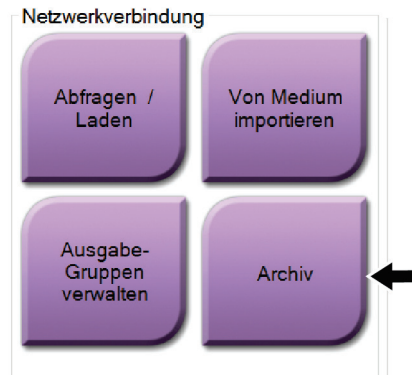 Netzwerkverbindung
Abfragen /
Laden
Von Medium
importieren
Ausgabe-
Gruppen
verwalten
Archiv